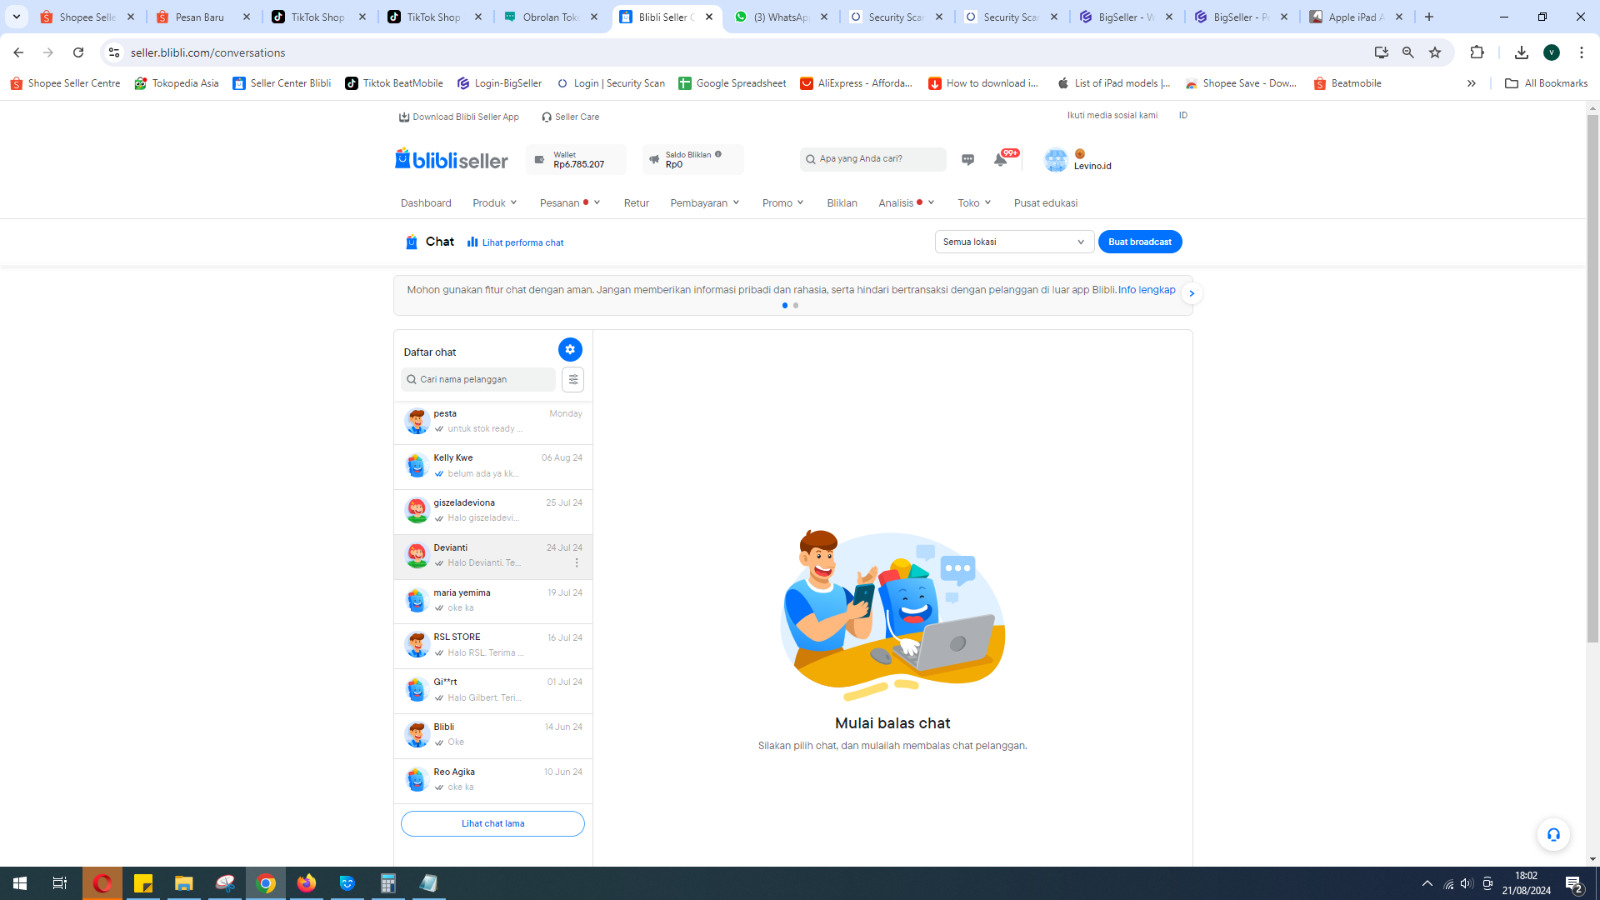 Shopee Selle
Pesan Baru
TikTok Shop
TikTok Shop
Obrolan Tok
Blibli Seller C
(3) WhatsAp
Security Sca
Security Sca
BigSeller - W
BigSeller - P
Apple iPad A
seller.blibli.com/conversations
V
Shopee Seller Centre
Tokopedia Asia
Seller Center Blibli
Tiktok BeatMobile
Login-BigSeller
Login | Security Scan
Google Spreadsheet
AliExpress - Afforda...
How to download i...
List of iPad models |...
Shopee Save - Dow...
Beatmobile
All Bookmarks
Download Blibli Seller App
Seller Care
Ikuti media sosial kami
ID
blibliseller
Wallet
Rp6.785.207
Saldo Bliklan
Rp0
Apa yang Anda cari?
99+
Levino.id
Dashboard
Produk
Pesanan
Retur
Pembayaran
Promo
Bliklan
Analisis
Toko
Pusat edukasi
Chat
Lihat performa chat
Semua lokasi
Buat broadcast
Mohon gunakan fitur chat dengan aman. Jangan memberikan informasi pribadi dan rahasia, serta hindari bertransaksi dengan pelanggan di luar app Blibli. Info lengkap
Daftar chat
Cari nama pelanggan
pesta
Monday
untuk stok ready ...
Kelly Kwe
06 Aug 24
belum ada ya kk...
giszeladeviona
25 Jul 24
Halo giszeladevi...
Devianti
24 Jul 24
Halo Devianti. Te...
maria yemima
19 Jul 24
oke ka
RSL STORE
16 Jul 24
Halo RSL. Terima ...
Gi**rt
01 Jul 24
Halo Gilbert. Teri...
Blibli
14 Jun 24
Oke
Reo Agika
10 Jun 24
oke ka
Lihat chat lama
Mulai balas chat
Silakan pilih chat, dan mulailah membalas chat pelanggan.
18:02
21/08/2024
2